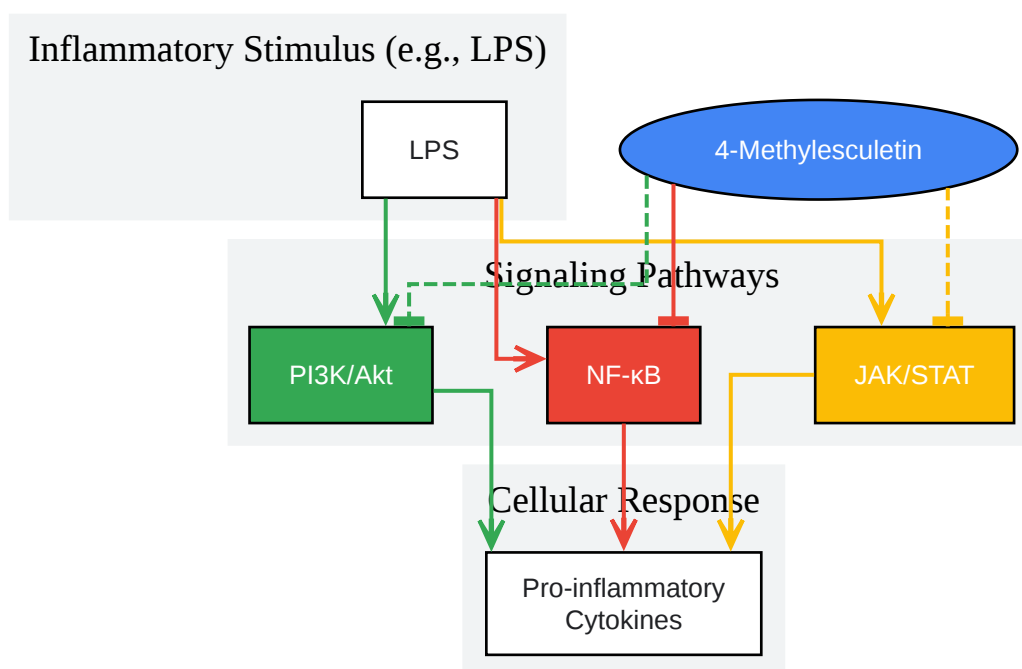 Inflammatory Stimulus (e.g., LPS)
LPS
4-Methylesculetin
Signaling Pathways
PI3K/Akt
NF-κB
JAK/STAT
Cellular Response
Pro-inflammatory
Cytokines